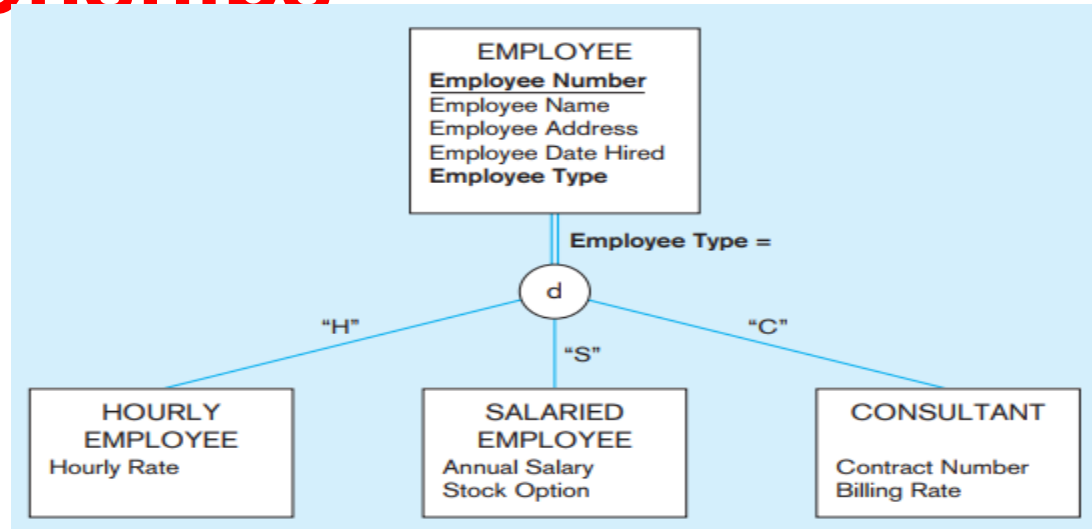 EMPLOYEE
Employee Number
Employee Name
Employee Address
Employee Date Hired
Employee Type
Employee Type =
d
“H”
“S”
“C”
HOURLY
EMPLOYEE
Hourly Rate
SALARIED
EMPLOYEE
Annual Salary
Stock Option
CONSULTANT
Contract Number
Billing Rate